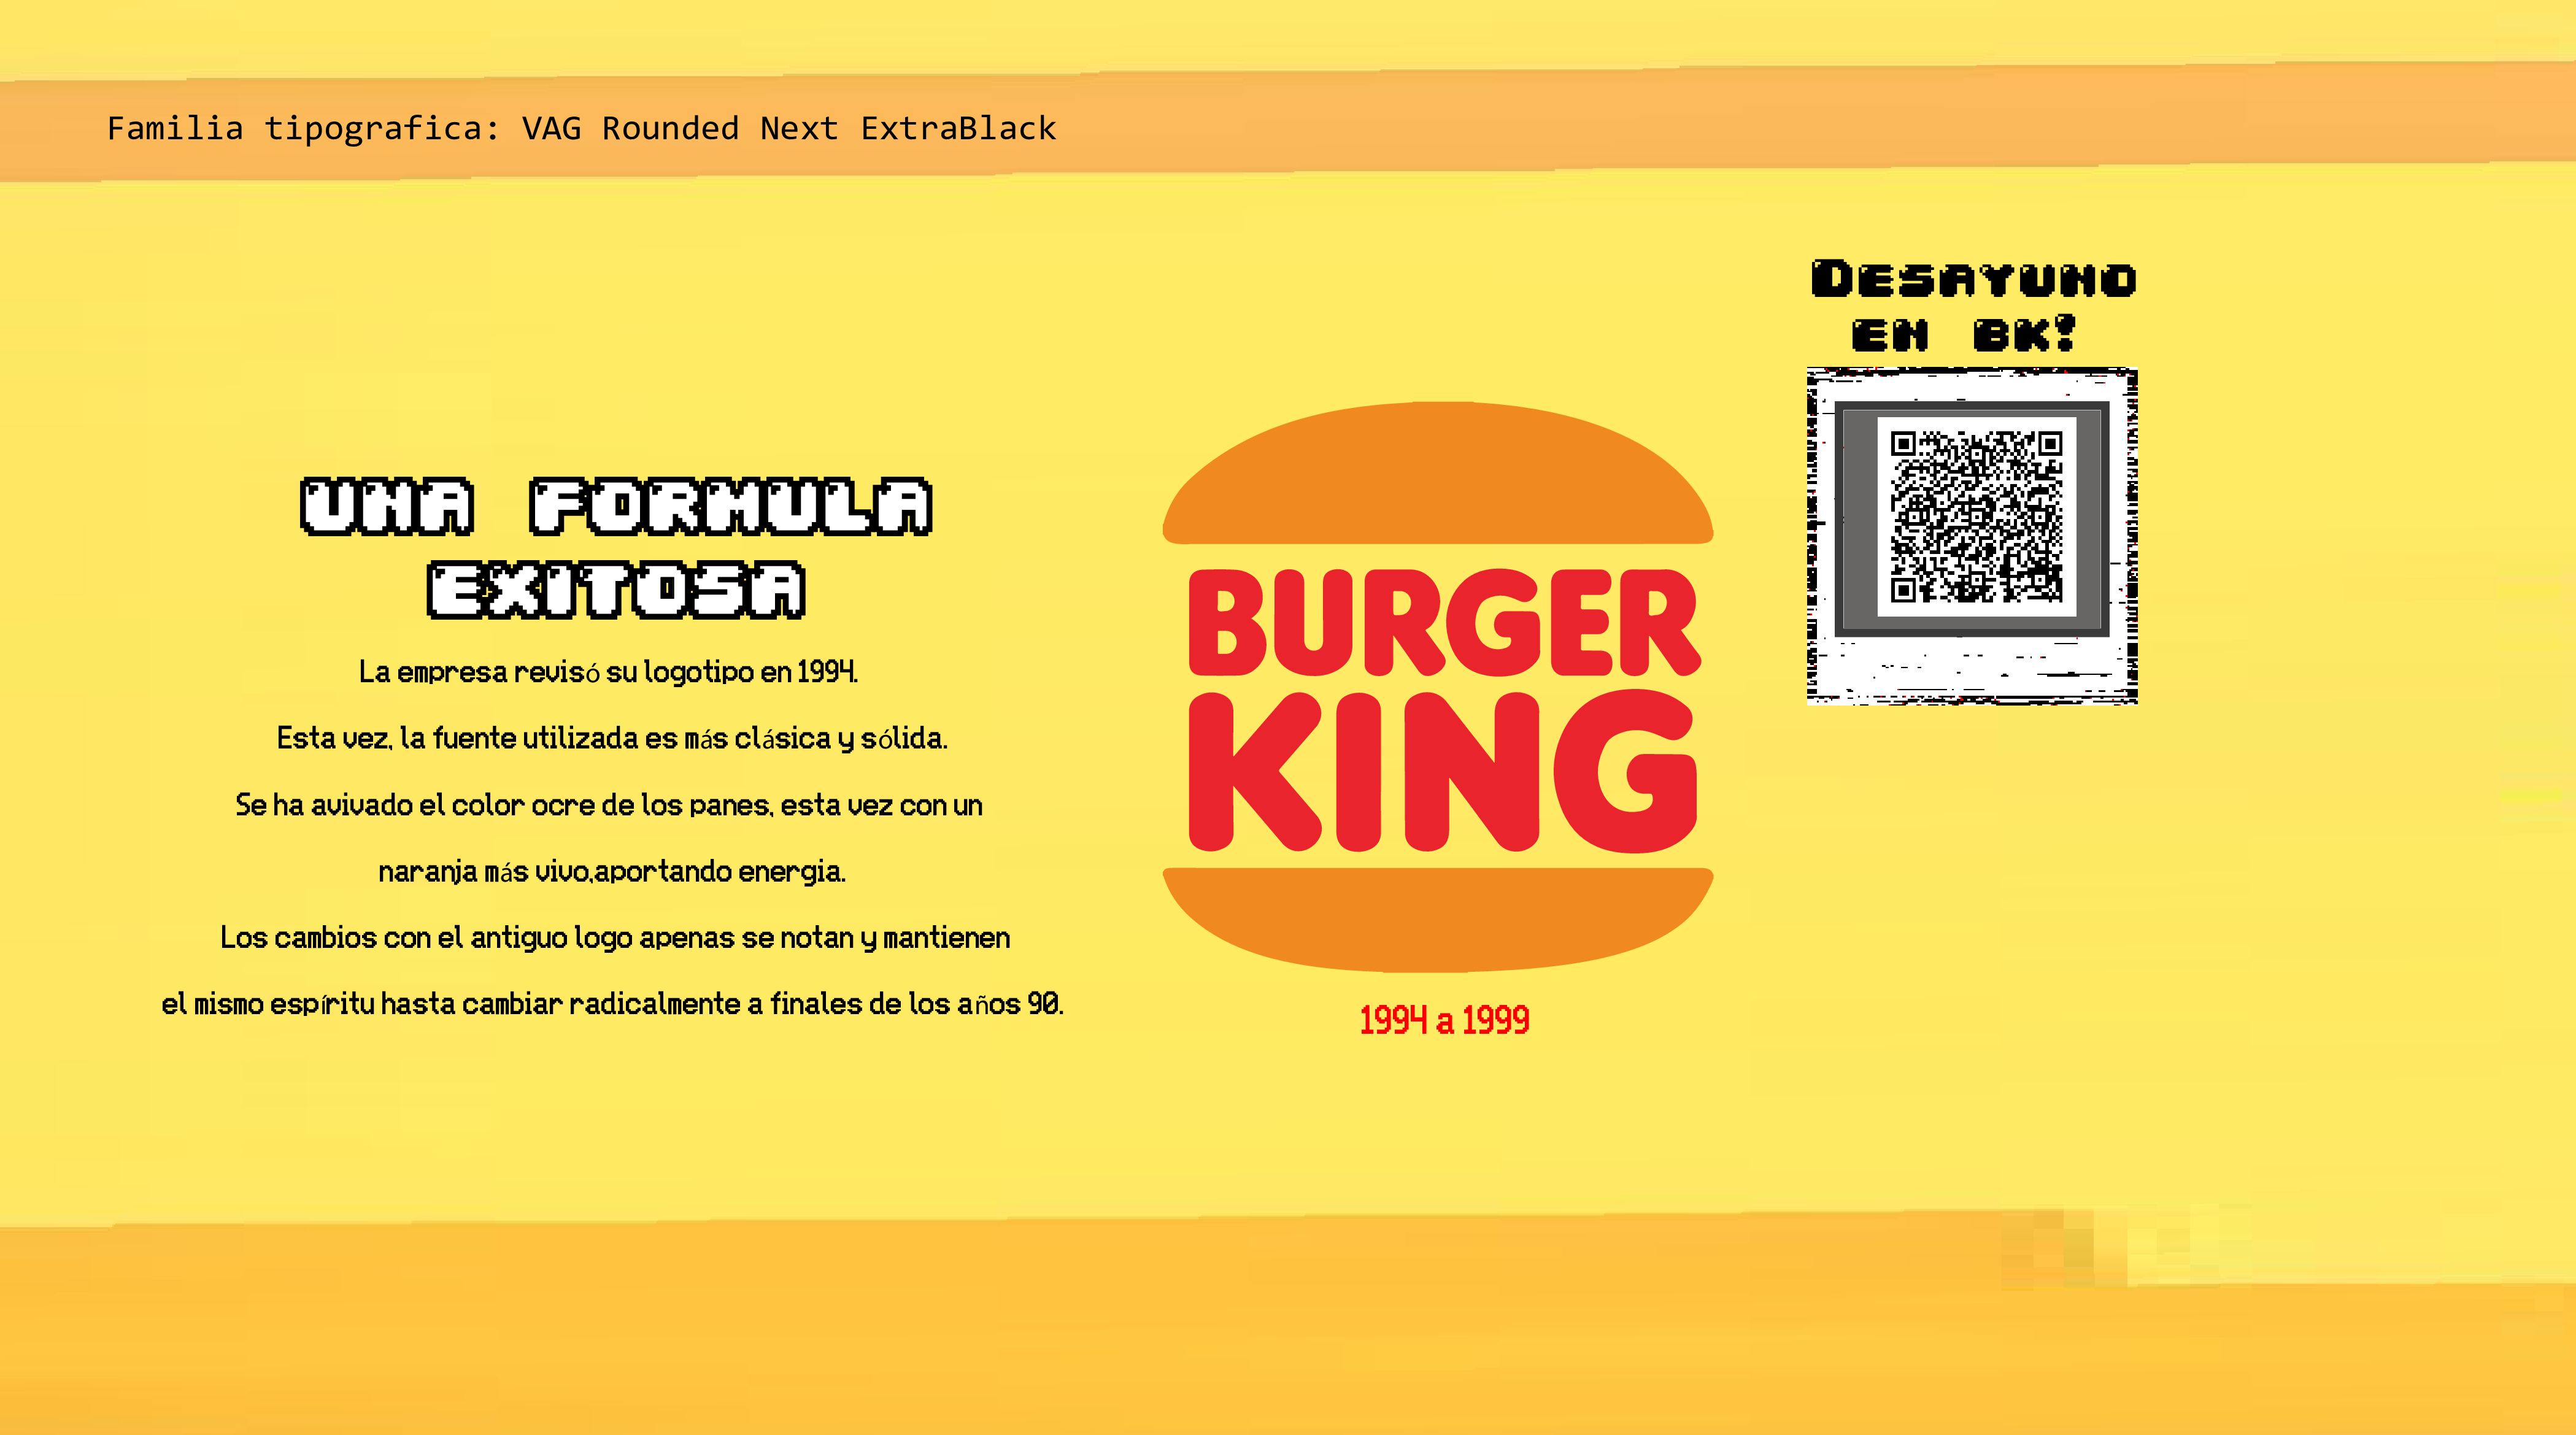 Familia tipografica: VAG Rounded Next ExtraBlack
UNA FORMULA
EXITOSA
La empresa revisó su logotipo en 1994.
Esta vez, la fuente utilizada es más clásica y sólida.
Se ha avivado el color ocre de los panes, esta vez con un
naranja más vivo,aportando energia.
Los cambios con el antiguo logo apenas se notan y mantienen
el mismo espíritu hasta cambiar radicalmente a finales de los años 90.
BURGER
KING
1994 a 1999
Desayuno
en bk!